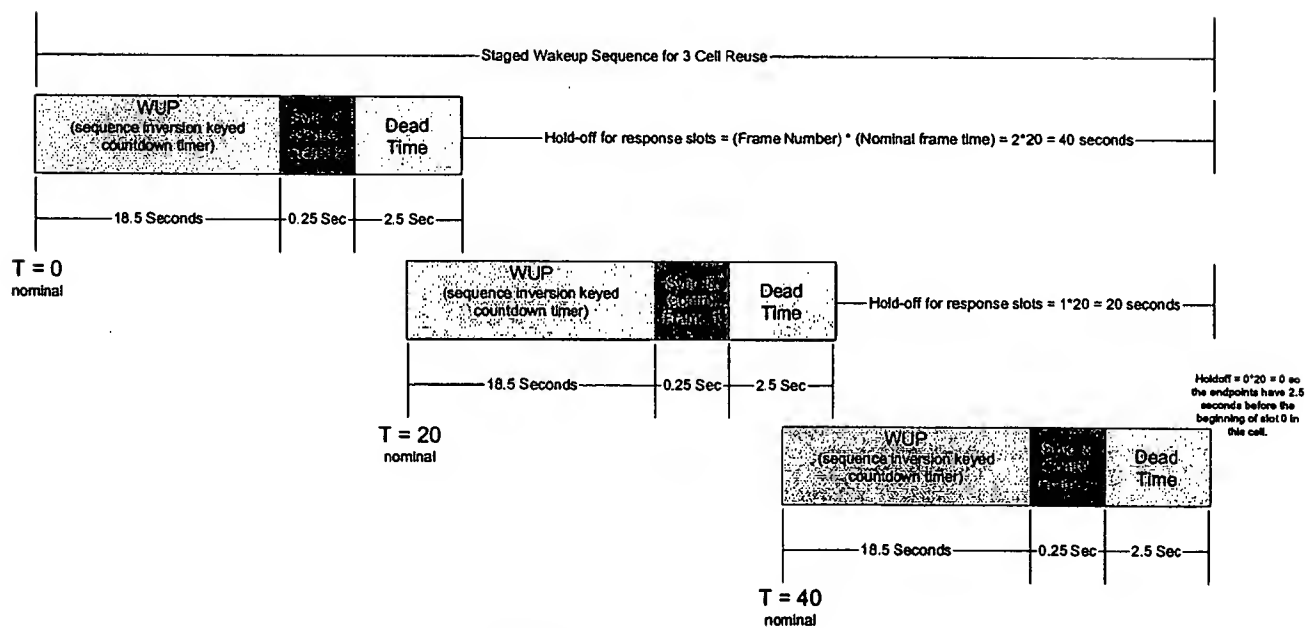 Staged Wakeup Sequence for 3 Cell Reuse
WUP
(sequence inversion keyed
countdown timer)
Dead
Time
Hold-off for response slots = (Frame Number) * (Nominal frame time) = 2*20 = 40 seconds
18.5 Seconds
0.25 Sec
2.5 Sec
T = 0
nominal
WUP
(sequence inversion keyed
countdown timer)
Dead
Time
Hold-off for response slots = 1*20 = 20 seconds
18.5 Seconds
0.25 Sec
2.5 Sec
T = 20
nominal
Holdoff = 0*20 = 0 so
the endpoints have 2.5
seconds before the
beginning of slot 0 in
this cell.
WUP
(sequence inversion keyed
countdown timer)
Dead
Time
18.5 Seconds
0.25 Sec
2.5 Sec
T = 40
nominal